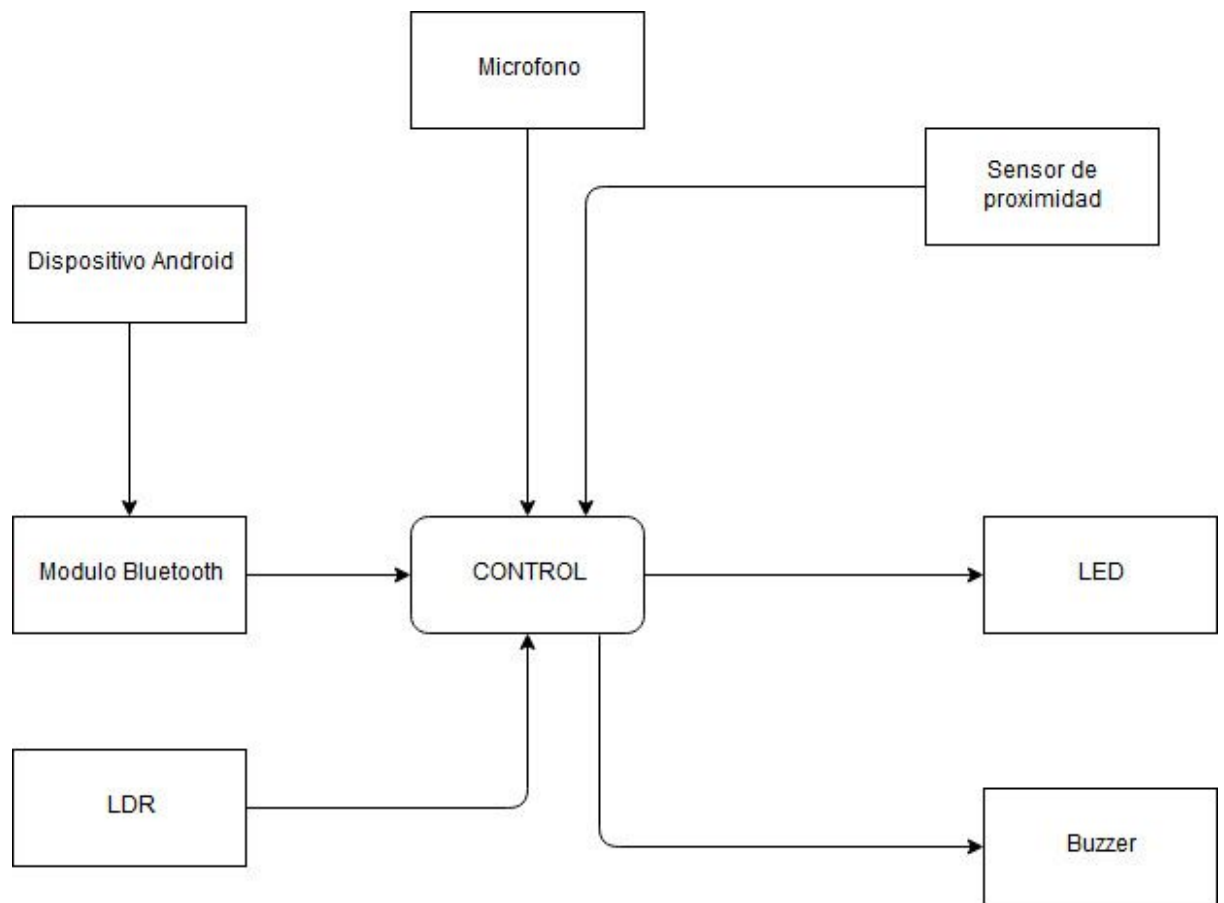 Microfono
Sensor de
proximidad
Dispositivo Android
Modulo Bluetooth
CONTROL
LED
LDR
Buzzer